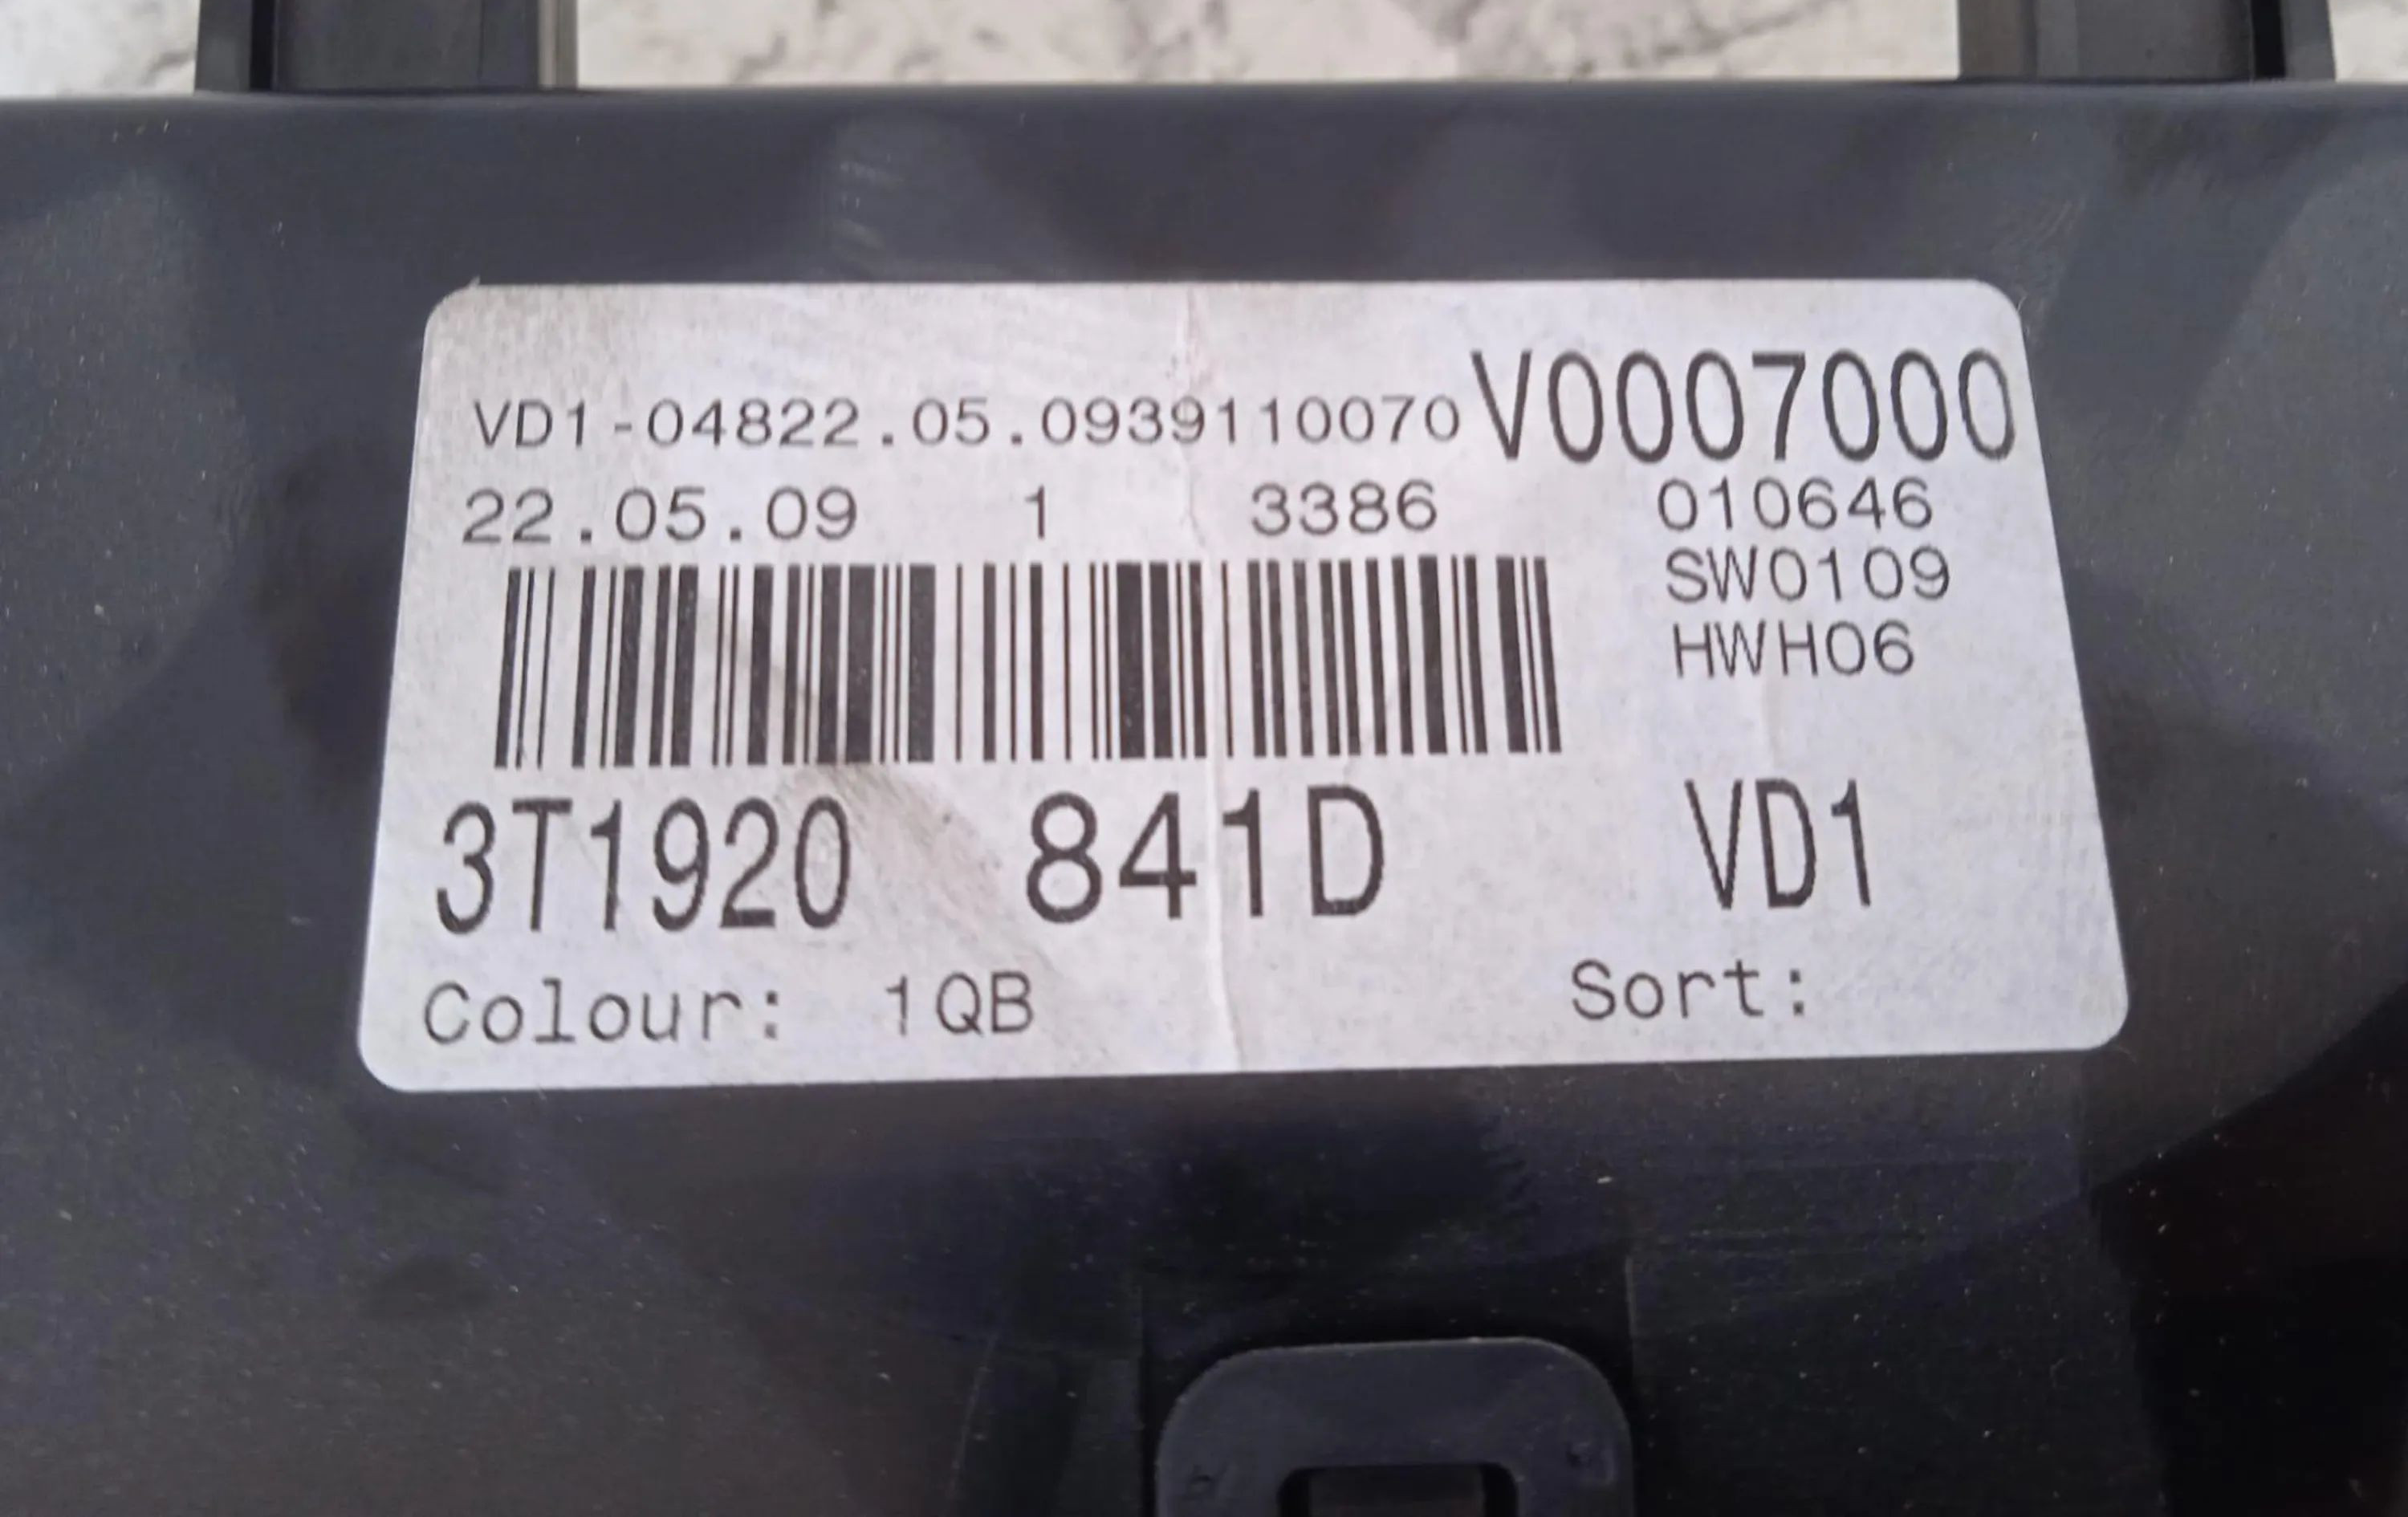 VD1-04822.05.0939110070 V0007000
22.05.09 1 3386 010646
SW0109
HWH06
3T1920 841D VD1
Colour: 1QB Sort: